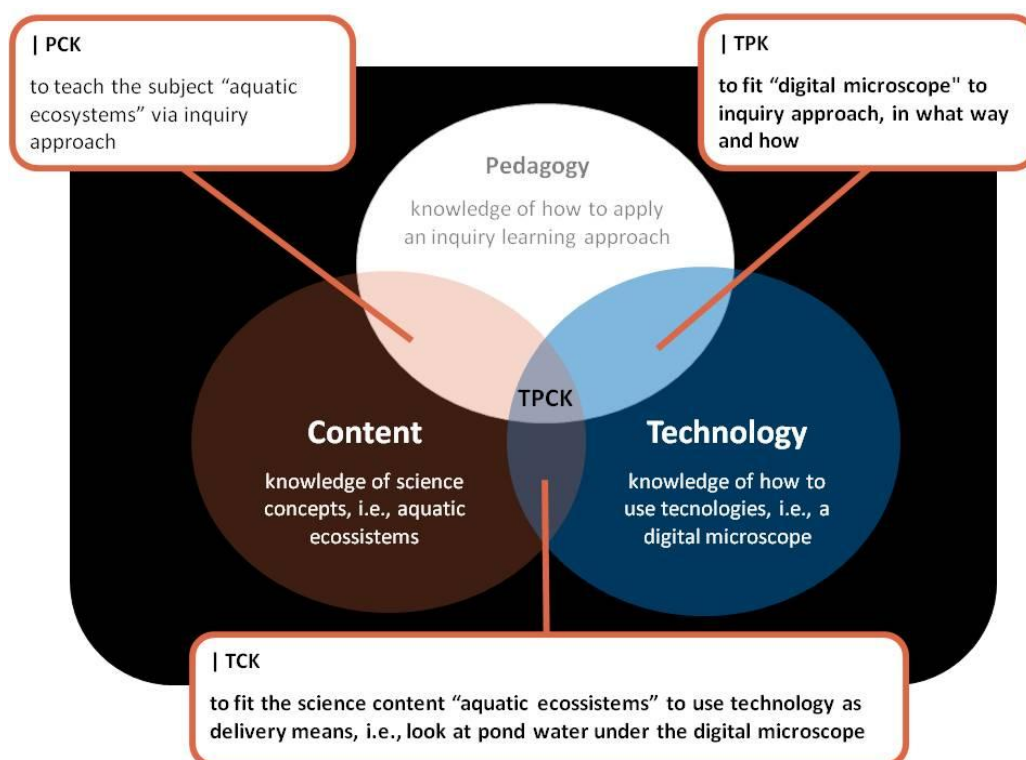 | PCK
to teach the subject “aquatic
ecosystems” via inquiry
approach
| TPK
to fit “digital microscope" to
inquiry approach, in what way
and how
Pedagogy
knowledge of how to apply
an inquiry learning approach
TPCK
Content
knowledge of science
concepts, i.e., aquatic
ecossistems
Technology
knowledge of how to
use tecnologies, i.e., a
digital microscope
| TCK
to fit the science content “aquatic ecossistems” to use technology as
delivery means, i.e., look at pond water under the digital microscope